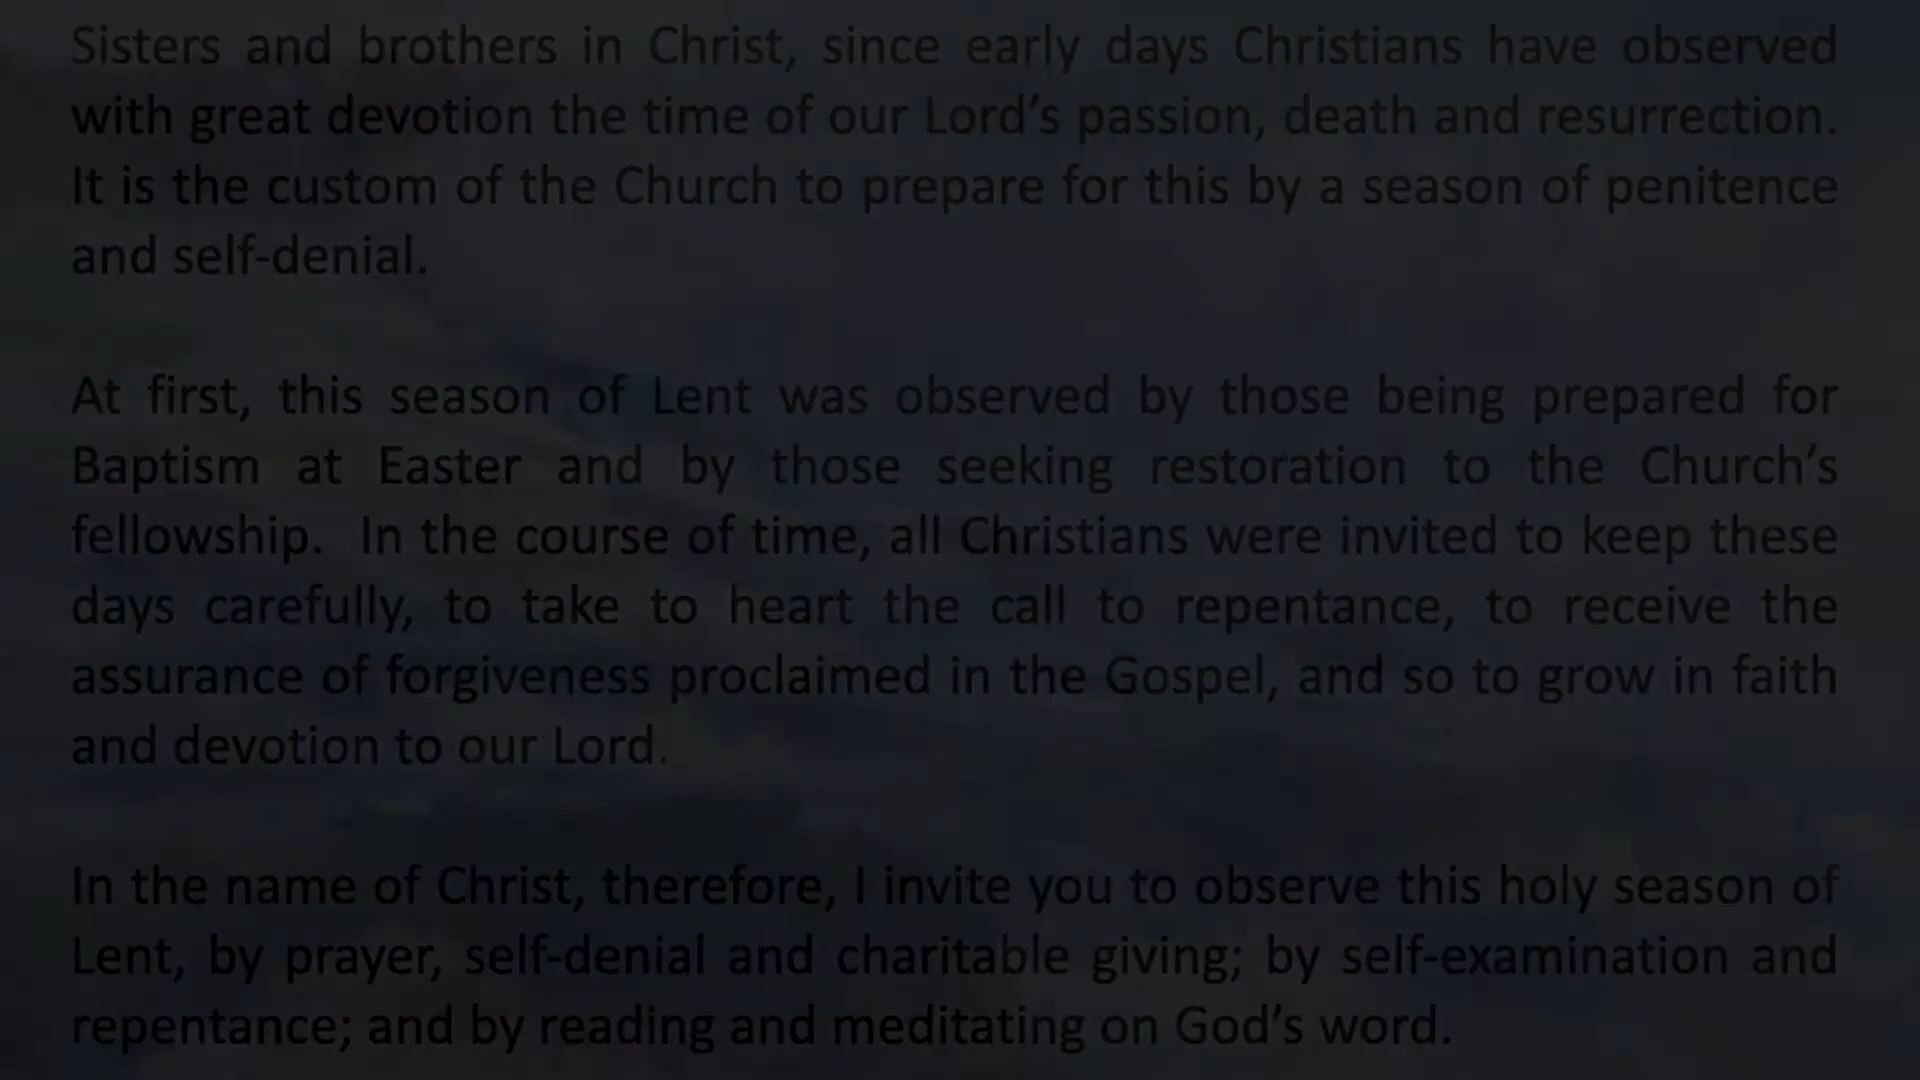 Sisters and brothers in Christ, since early days Christians have observed
with great devotion the time of our Lord’s passion, death and resurrection.
It is the custom of the Church to prepare for this by a season of penitence
and self-denial.
At first, this season of Lent was observed by those being prepared for
Baptism at Easter and by those seeking restoration to the Church’s
fellowship. In the course of time, all Christians were invited to keep these
days carefully, to take to heart the call to repentance, to receive the
assurance of forgiveness proclaimed in the Gospel, and so to grow in faith
and devotion to our Lord.
In the name of Christ, therefore, I invite you to observe this holy season of
Lent, by prayer, self-denial and charitable giving; by self-examination and
repentance; and by reading and meditating on God’s word.